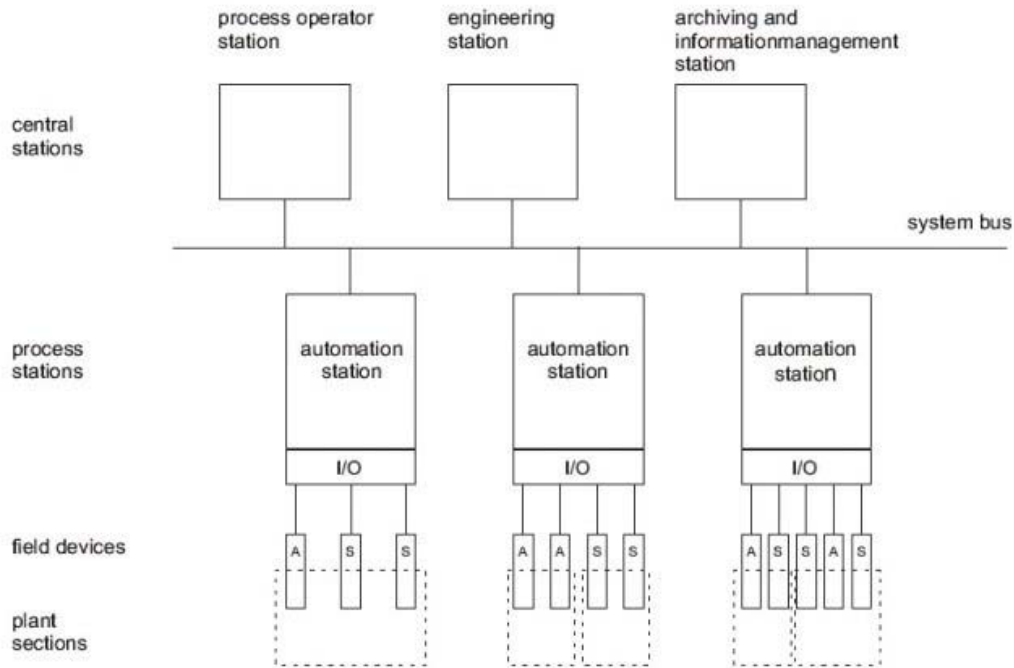 process operator
station
engineering
station
archiving and
informationmanagement
station
central
stations
system bus
process
stations
automation
station
automation
station
automation
station
I/O
I/O
I/O
field devices
A S S
A A S S
A S S A S
plant
sections